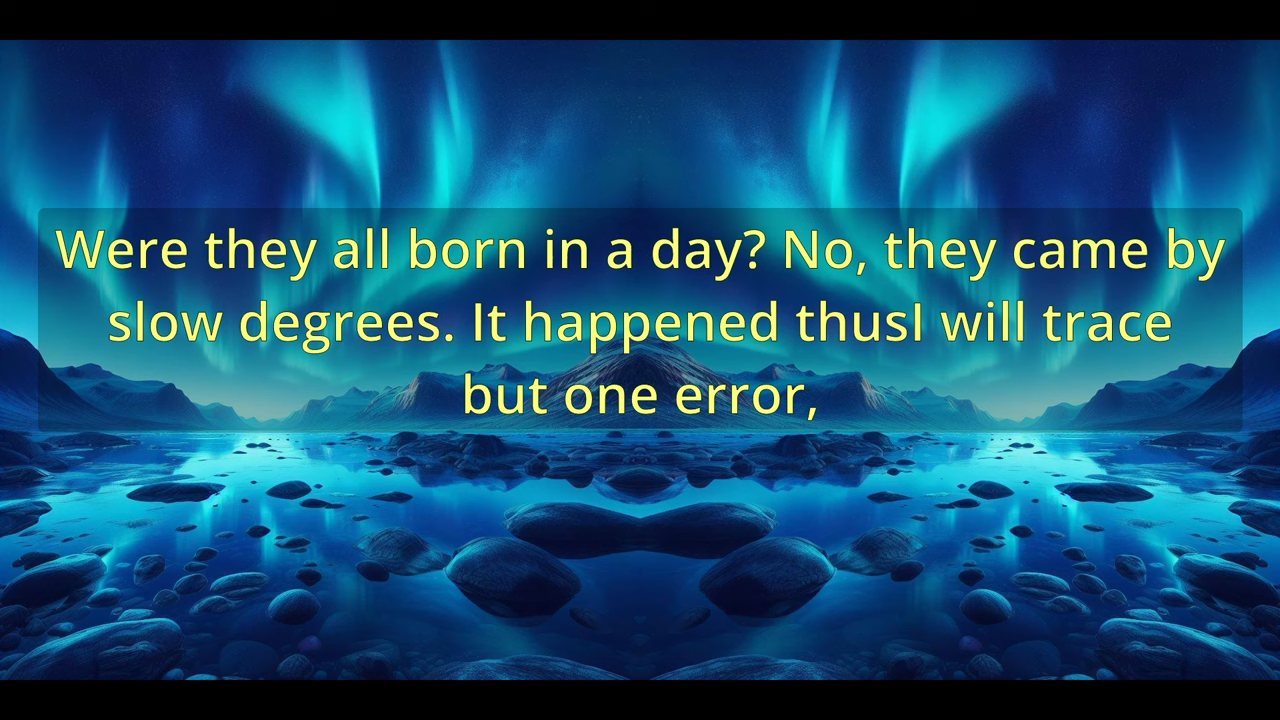 Were they all born in a day? No, they came by
slow degrees. It happened thusI will trace
but one error,